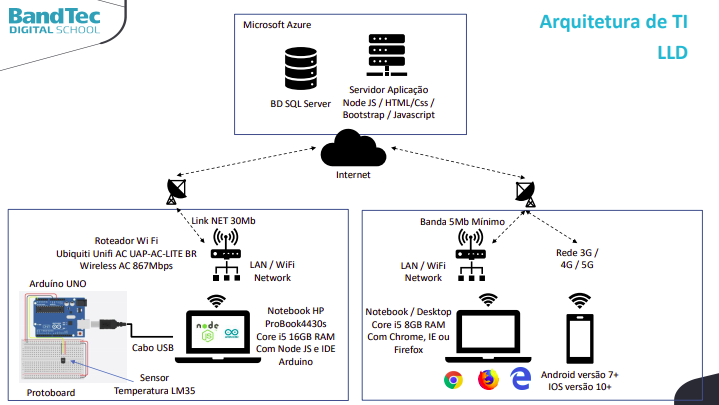 BandTec
DIGITAL SCHOOL
Arquitetura de TI
LLD
Microsoft Azure
BD SQL Server
Servidor Aplicação
Node JS / HTML/Css /
Bootstrap / Javascript
Internet
Link NET 30Mb
Roteador Wi Fi
Ubiquiti Unifi AC UAP-AC-LITE BR
Wireless AC 867Mbps
LAN / WiFi
Network
Arduíno UNO
Cabo USB
node
Notebook HP
ProBook4430s
Core i5 16GB RAM
Com Node JS e IDE
Arduino
Sensor
Temperatura LM35
Protoboard
Banda 5Mb Mínimo
LAN / WiFi
Network
Rede 3G /
4G / 5G
Notebook / Desktop
Core i5 8GB RAM
Com Chrome, IE ou
Firefox
Android versão 7+
IOS versão 10+